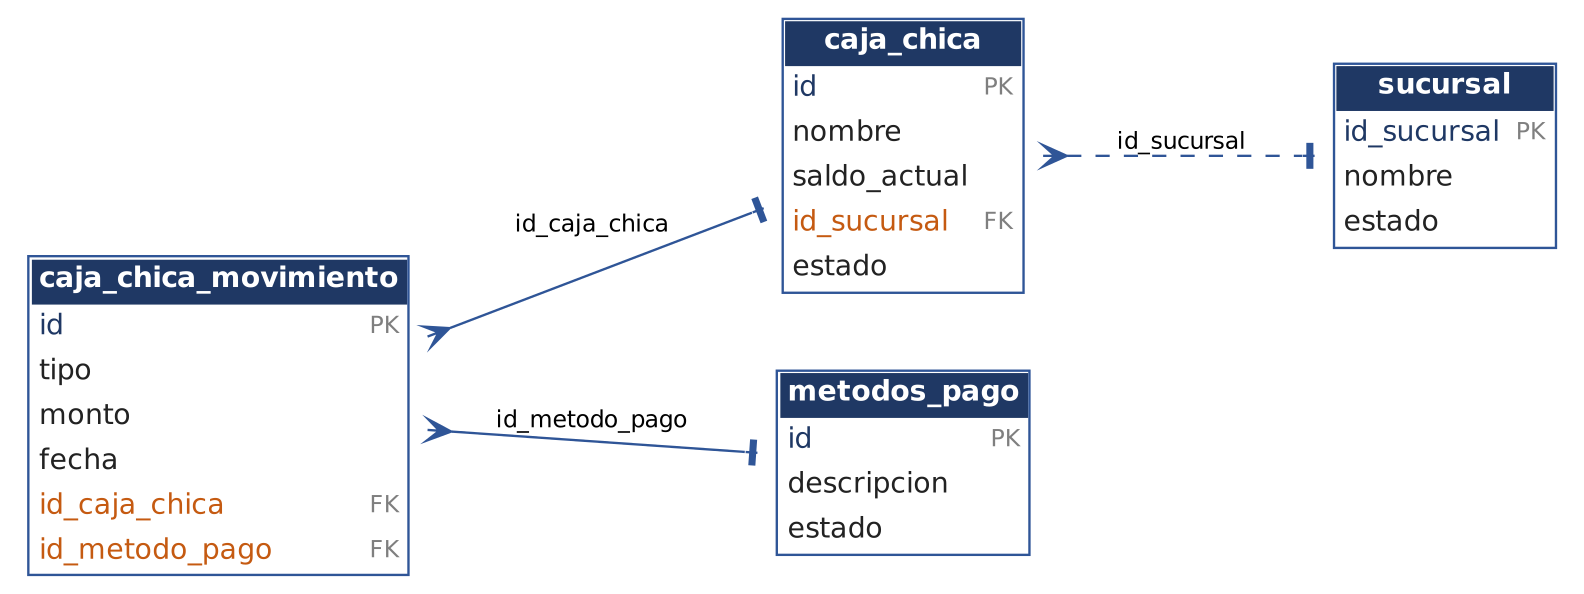 caja_chica
id PK
nombre
saldo_actual
id_sucursal FK
estado
sucursal
id_sucursal PK
nombre
estado
id_sucursal
id_caja_chica
caja_chica_movimiento
id PK
tipo
monto
fecha
id_caja_chica FK
id_metodo_pago FK
id_metodo_pago
metodos_pago
id PK
descripcion
estado